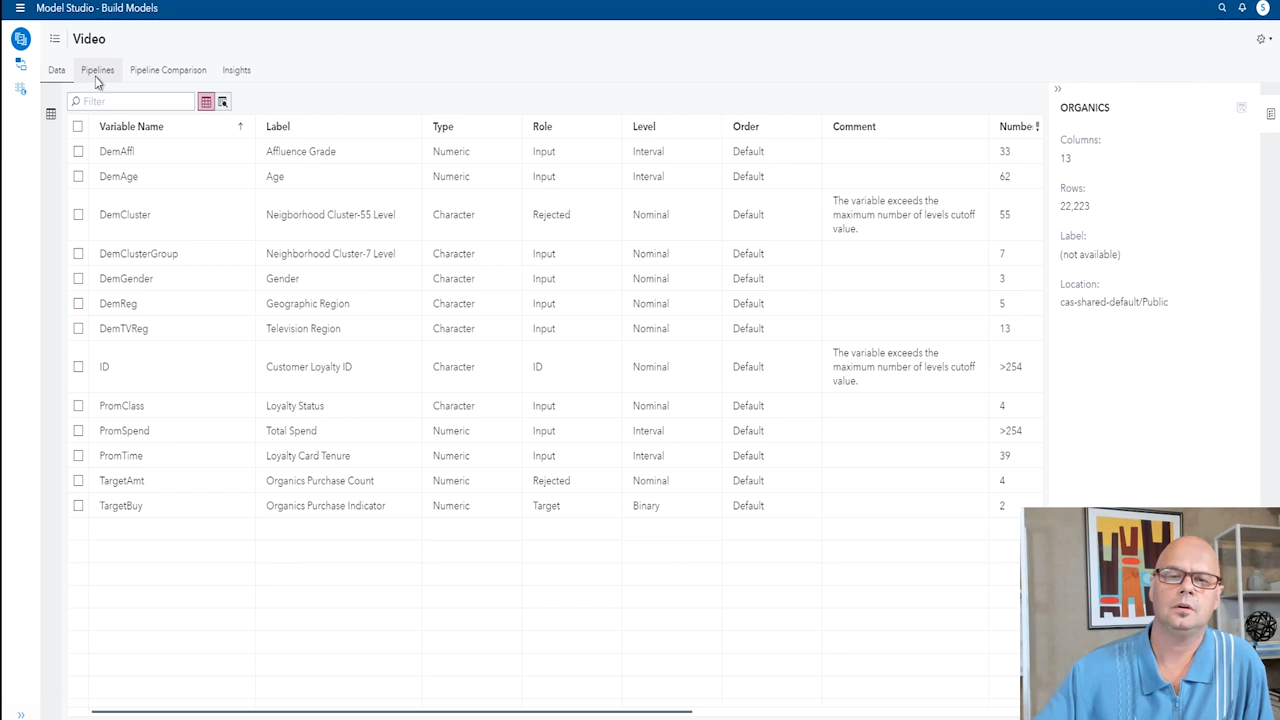 Model Studio - Build Models
S
Video
Data Pipelines Pipeline Comparison Insights
Filter
Variable Name Label Type Role Level Order Comment Number
DemAffl Affluence Grade Numeric Input Interval Default 33
DemAge Age Numeric Input Interval Default 62
DemCluster Neigborhood Cluster-55 Level Character Rejected Nominal Default The variable exceeds the
maximum number of levels cutoff
value. 55
DemClusterGroup Neighborhood Cluster-7 Level Character Input Nominal Default 7
DemGender Gender Character Input Nominal Default 3
DemReg Geographic Region Character Input Nominal Default 5
DemTVReg Television Region Character Input Nominal Default 13
ID Customer Loyalty ID Character ID Nominal Default The variable exceeds the
maximum number of levels cutoff
value. >254
PromClass Loyalty Status Character Input Nominal Default 4
PromSpend Total Spend Numeric Input Interval Default >254
PromTime Loyalty Card Tenure Numeric Input Interval Default 39
TargetAmt Organics Purchase Count Numeric Rejected Nominal Default 4
TargetBuy Organics Purchase Indicator Numeric Target Binary Default 2
ORGANICS
Columns:
13
Rows:
22,223
Label:
(not available)
Location:
cas-shared-default/Public